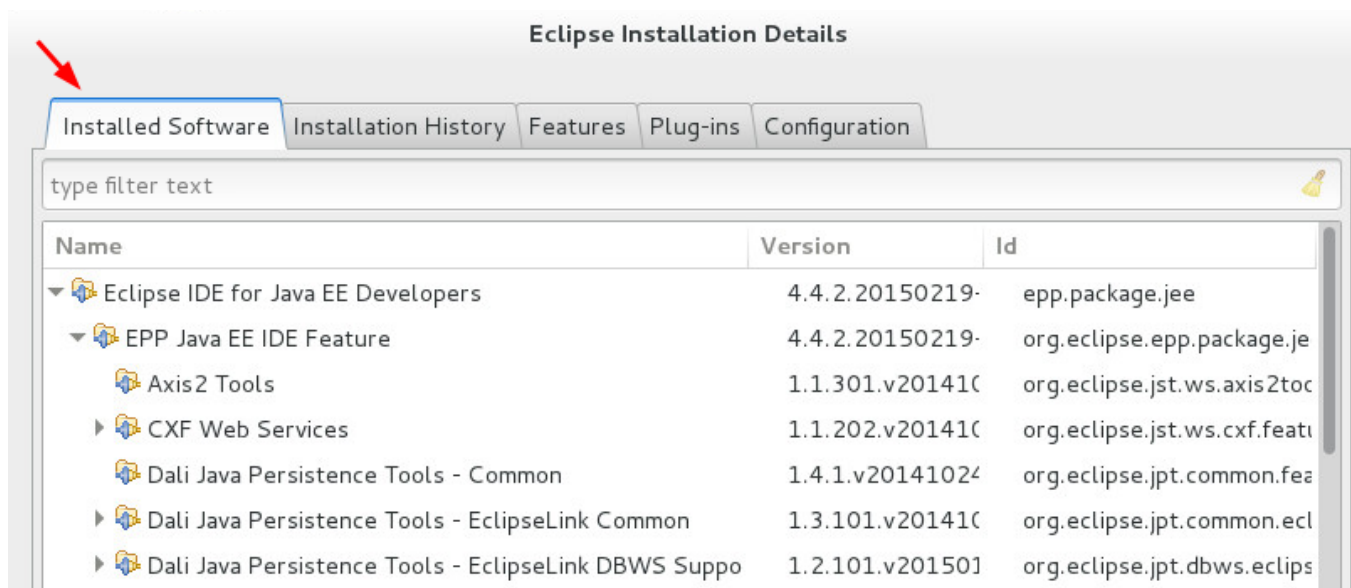 Eclipse Installation Details
Installed Software Installation History Features Plug-ins Configuration
type filter text
Name Version Id
Eclipse IDE for Java EE Developers 4.4.2.20150219- epp.package.jee
EPP Java EE IDE Feature 4.4.2.20150219- org.eclipse.epp.package.je
Axis2 Tools 1.1.301.v201410 org.eclipse.jst.ws.axis2toc
CXF Web Services 1.1.202.v201410 org.eclipse.jst.ws.cxf.featu
Dali Java Persistence Tools - Common 1.4.1.v20141024 org.eclipse.jpt.common.fea
Dali Java Persistence Tools - EclipseLink Common 1.3.101.v201410 org.eclipse.jpt.common.ecl
Dali Java Persistence Tools - EclipseLink DBWS Suppo 1.2.101.v201501 org.eclipse.jpt.dbws.eclips